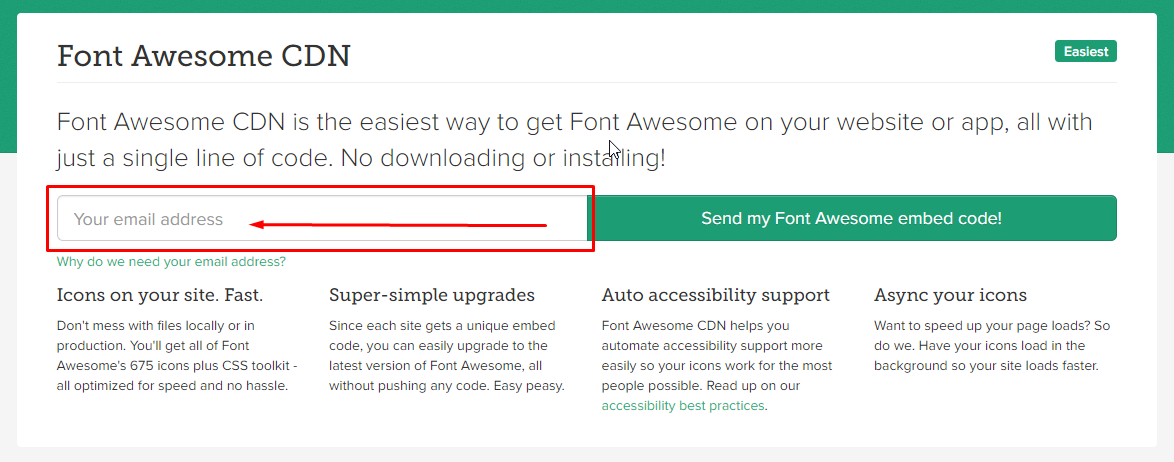 Font Awesome CDN
Easiest
Font Awesome CDN is the easiest way to get Font Awesome on your website or app, all with
just a single line of code. No downloading or installing!
Your email address
Send my Font Awesome embed code!
Why do we need your email address?
Icons on your site. Fast.
Don't mess with files locally or in
production. You'll get all of Font
Awesome's 675 icons plus CSS toolkit -
all optimized for speed and no hassle.
Super-simple upgrades
Since each site gets a unique embed
code, you can easily upgrade to the
latest version of Font Awesome, all
without pushing any code. Easy peasy.
Auto accessibility support
Font Awesome CDN helps you
automate accessibility support more
easily so your icons work for the most
people possible. Read up on our
accessibility best practices.
Async your icons
Want to speed up your page loads? So
do we. Have your icons load in the
background so your site loads faster.